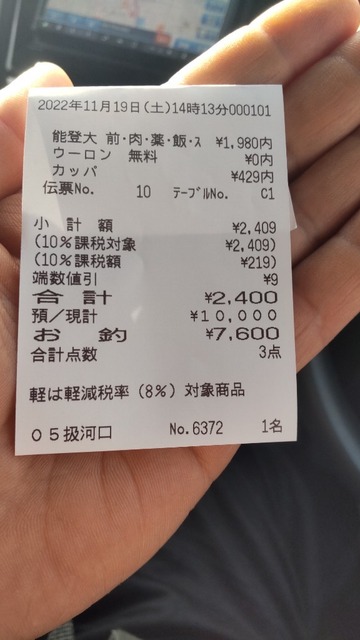 2022年11月19日(土)14時13分000101
能登大 前・肉・薬・飯・ス ¥1,980内
ウーロン 無料 ¥0内
カッパ ¥429内
伝票No. 10 テーブルNo. C1
小 計 額 ¥2,409
(10%課税対象 ¥2,409)
(10%課税額 ¥219)
端数値引 ¥9
合 計 ¥2,400
預/現計 ¥10,000
お 釣 ¥7,600
合計点数 3点
軽は軽減税率(8%)対象商品
05扱河口 No.6372 1名